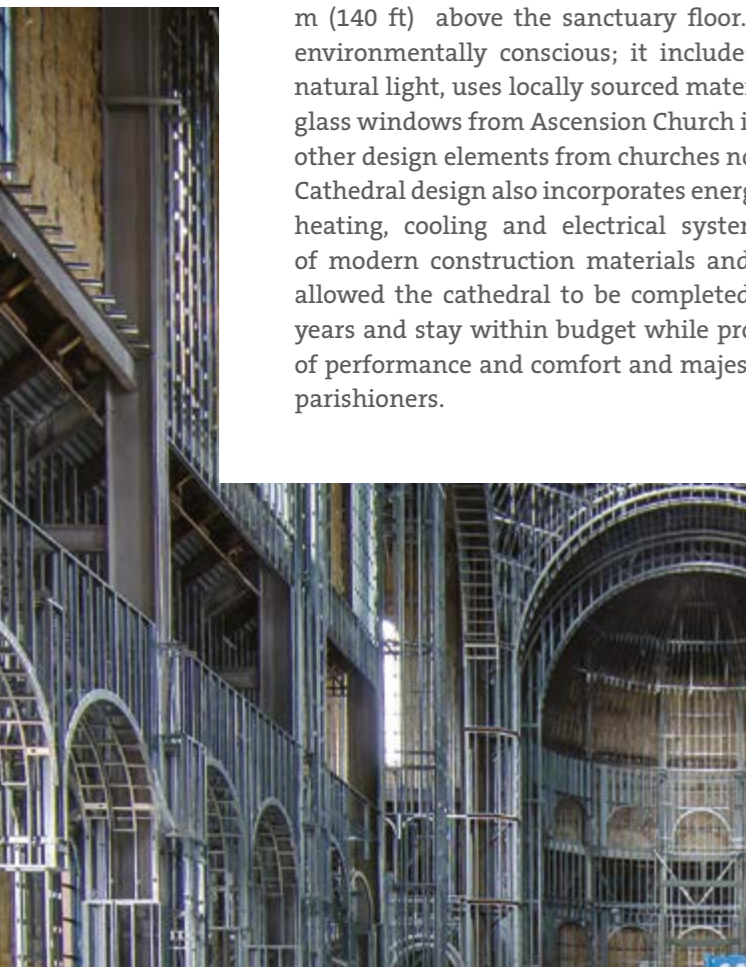 m (140 ft) above the sanctuary floor.
environmentally conscious; it include
natural light, uses locally sourced mate
glass windows from Ascension Church i
other design elements from churches no
Cathedral design also incorporates energ
heating, cooling and electrical syster
of modern construction materials and
allowed the cathedral to be completed
years and stay within budget while pro
of performance and comfort and majes
parishioners.